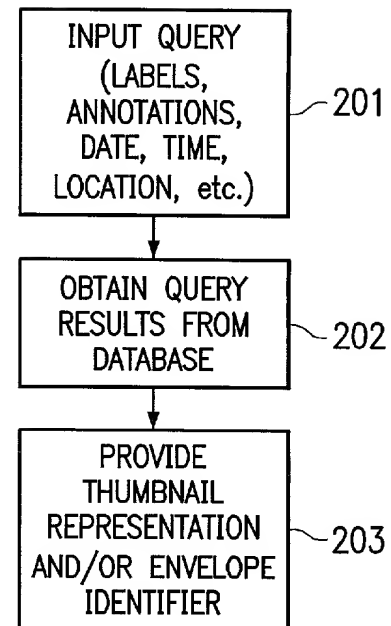 INPUT QUERY
(LABELS,
ANNOTATIONS,
DATE, TIME,
LOCATION, etc.)
201
OBTAIN QUERY
RESULTS FROM
DATABASE
202
PROVIDE
THUMBNAIL
REPRESENTATION
AND/OR ENVELOPE
IDENTIFIER
203